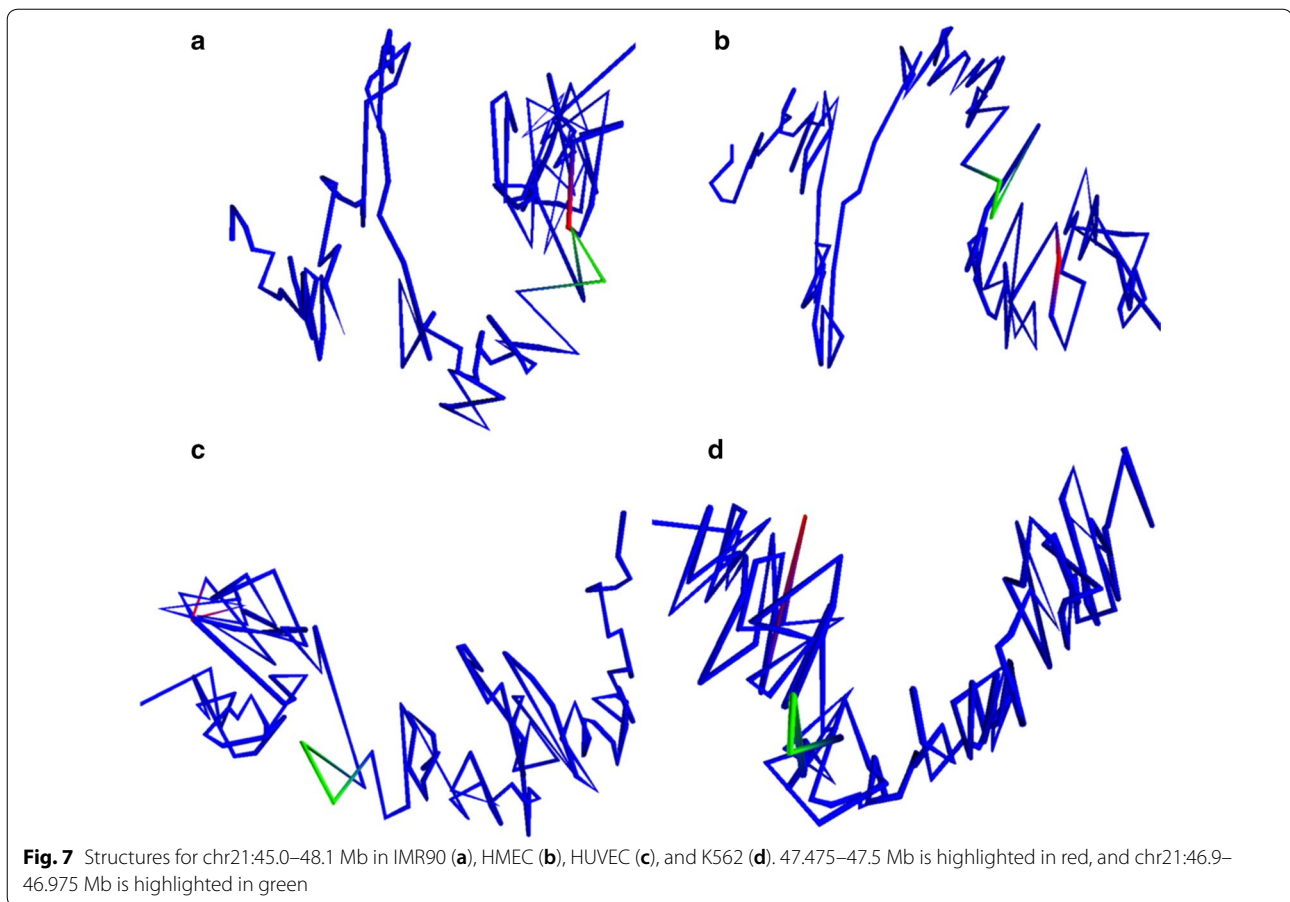 a
b
c
d
Fig. 7 Structures for chr21:45.0–48.1 Mb in IMR90 (a), HMEC (b), HUVEC (c), and K562 (d). 47.475–47.5 Mb is highlighted in red, and chr21:46.9–
46.975 Mb is highlighted in green